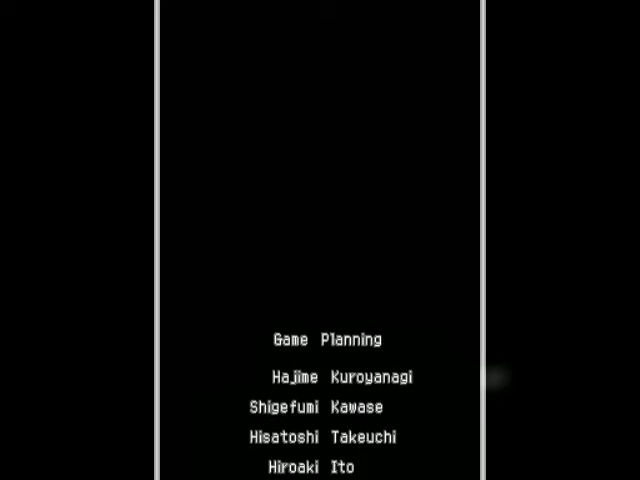 Game Planning
Hajime Kuroyanagi
Shigefumi Kawase
Hisatoshi Takeuchi
Hiroaki Ito